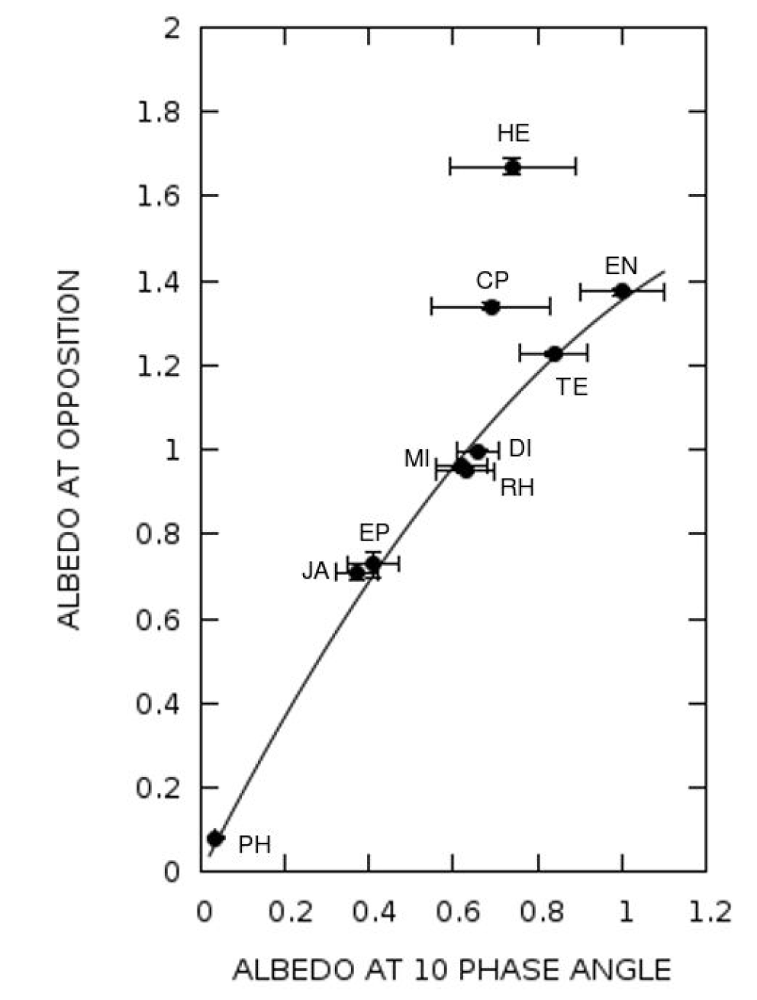 2
1.8
HE
1.6
1.4
EN
CP
1.2
TE
1
MI
DI
RH
0.8
EP
JA
0.6
0.4
0.2
PH
0
0 0.2 0.4 0.6 0.8 1 1.2
ALBEDO AT OPPOSITION
ALBEDO AT 10 PHASE ANGLE